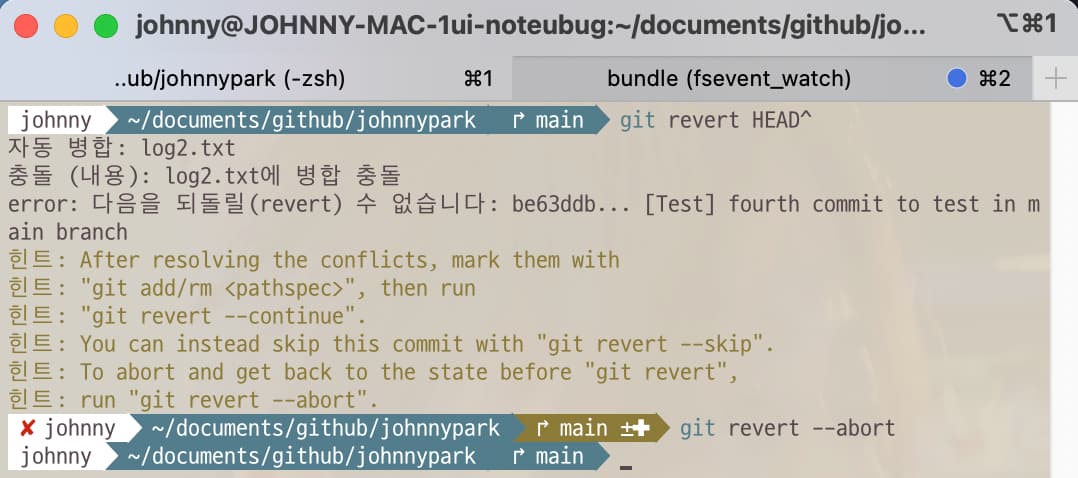 johnny@JOHNNY-MAC-1ui-noteubug:~/documents/github/jo... ⌥⌘1
..ub/johnnypark (-zsh) ⌘1 bundle (fsevent_watch) ⌘2 +
johnny ~/documents/github/johnnypark ↱ main git revert HEAD^
자동 병합: log2.txt
충돌 (내용): log2.txt에 병합 충돌
error: 다음을 되돌릴(revert) 수 없습니다: be63ddb... [Test] fourth commit to test in m
ain branch
힌트: After resolving the conflicts, mark them with
힌트: "git add/rm <pathspec>", then run
힌트: "git revert --continue".
힌트: You can instead skip this commit with "git revert --skip".
힌트: To abort and get back to the state before "git revert",
힌트: run "git revert --abort".
✘ johnny ~/documents/github/johnnypark ↱ main ±✚ git revert --abort
johnny ~/documents/github/johnnypark ↱ main